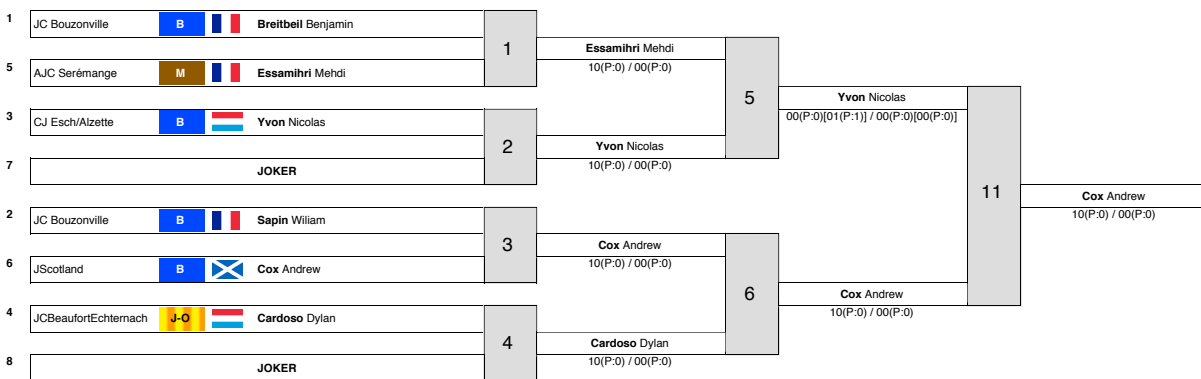 1 JC Bouzonville B Breitbeil Benjamin
1
Essamihri Mehdi
10(P:0) / 00(P:0)
5 AJC Serémange M Essamihri Mehdi
5
Yvon Nicolas
00(P:0)[01(P:1)] / 00(P:0)[00(P:0)]
3 CJ Esch/Alzette B Yvon Nicolas
2
Yvon Nicolas
10(P:0) / 00(P:0)
7 JOKER
11
Cox Andrew
10(P:0) / 00(P:0)
2 JC Bouzonville B Sapin Wiliam
3
Cox Andrew
10(P:0) / 00(P:0)
6 JScotland B Cox Andrew
6
Cox Andrew
10(P:0) / 00(P:0)
4 JCBeaufortEchternach J-O Cardoso Dylan
4
Cardoso Dylan
10(P:0) / 00(P:0)
8 JOKER